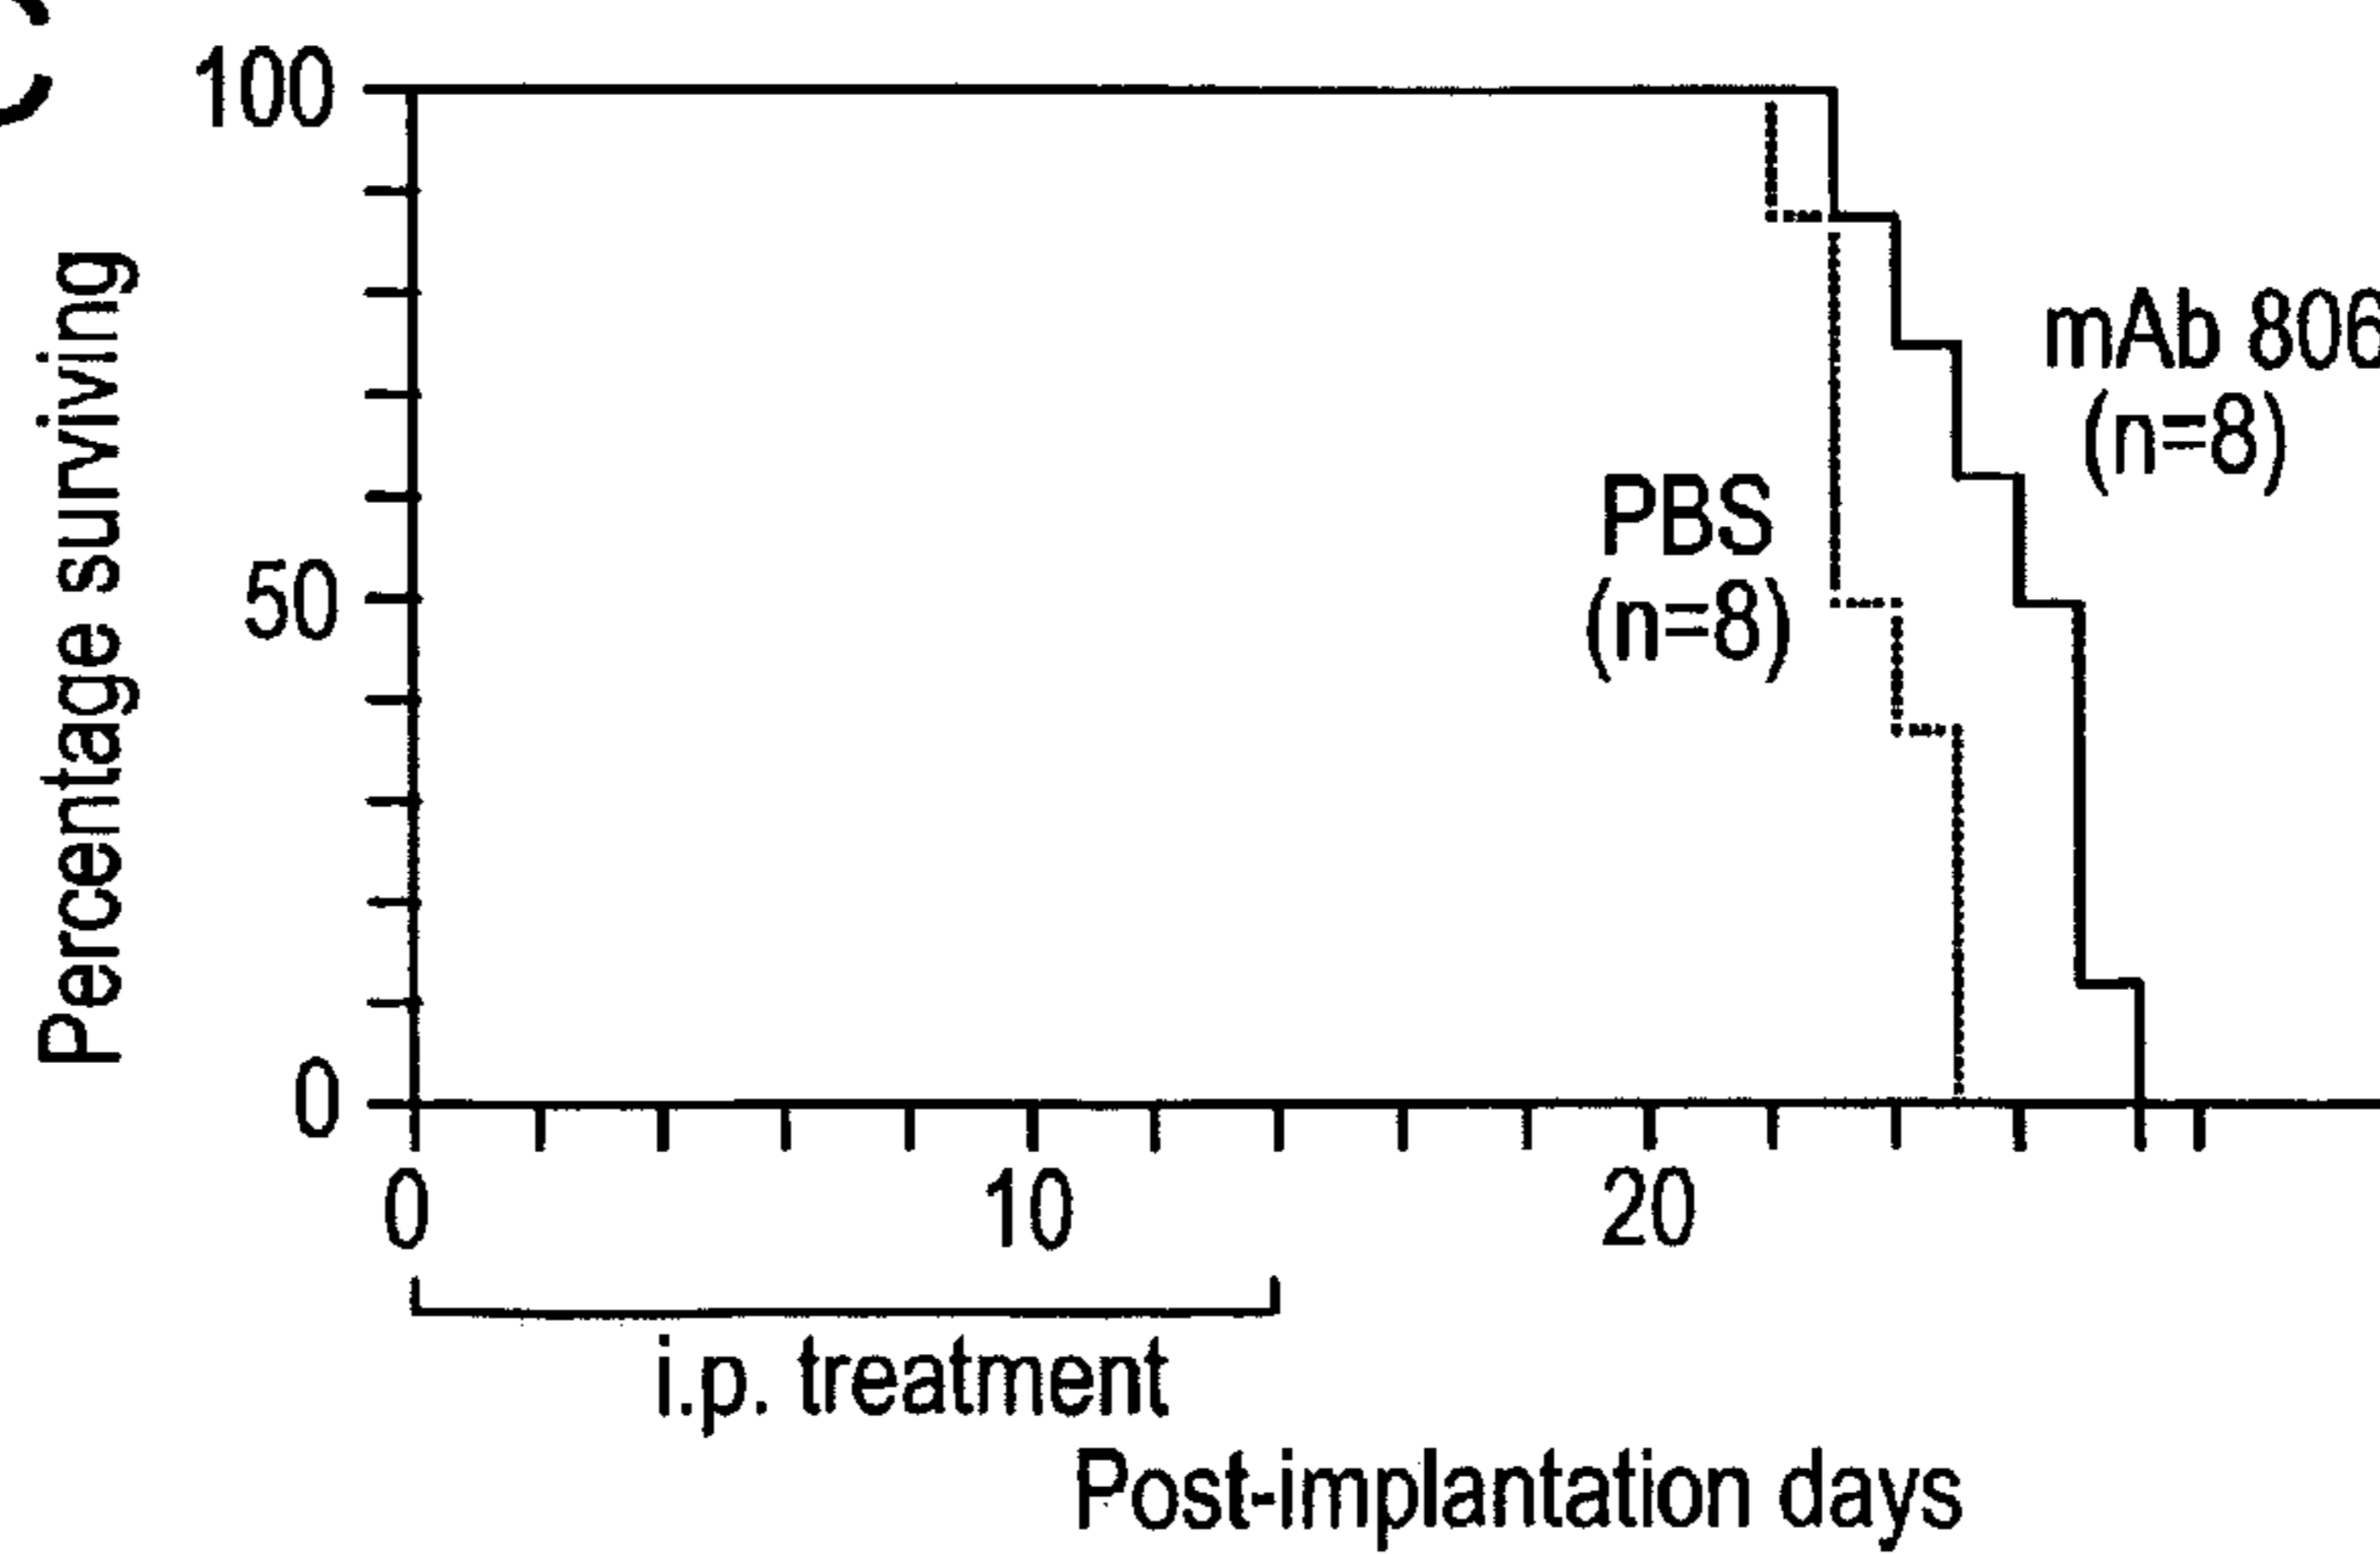 100
50
0
Percentage surviving
mAb 806
(n=8)
PBS
(n=8)
0 10 20
i.p. treatment
Post-implantation days